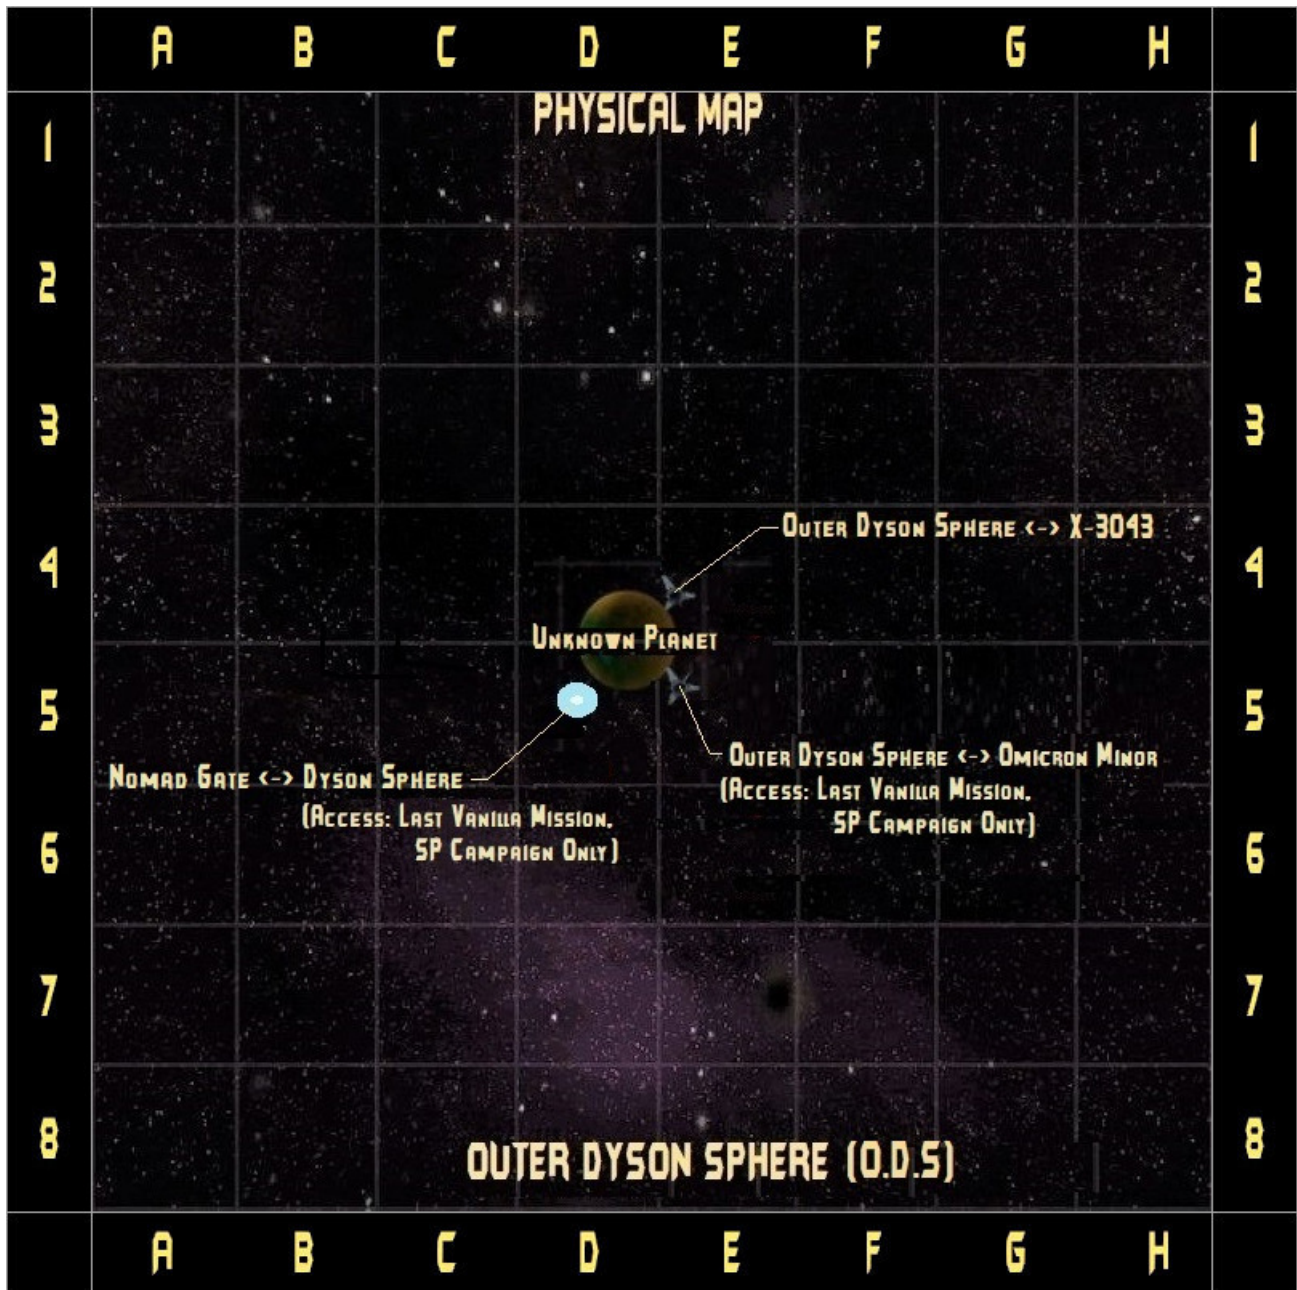 A B C D E F G H
PHYSICAL MAP
1 1
2 2
3 3
Outer Dyson Sphere <-> X-3043
4 4
Unknown Planet
5 5
Outer Dyson Sphere <-> Omicron Minor
(Access: Last Vanilla Mission,
SP Campaign Only)
Nomad Gate <-> Dyson Sphere
(Access: Last Vanilla Mission,
SP Campaign Only)
6 6
7 7
8 8
OUTER DYSON SPHERE (O.D.S)
A B C D E F G H